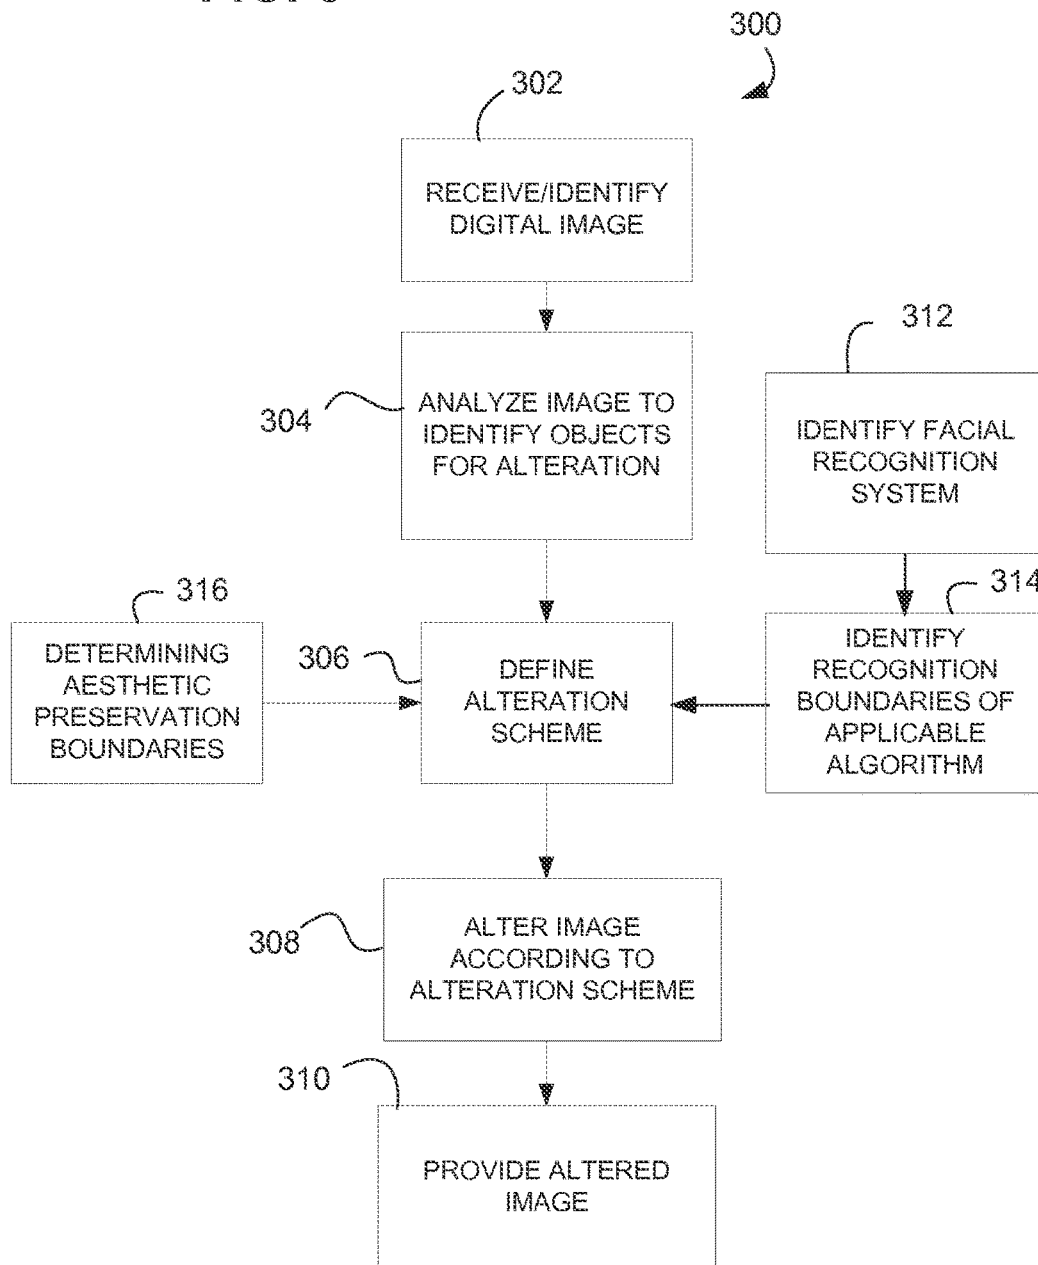 300
302
RECEIVE/IDENTIFY
DIGITAL IMAGE
312
304
ANALYZE IMAGE TO
IDENTIFY OBJECTS
FOR ALTERATION
IDENTIFY FACIAL
RECOGNITION
SYSTEM
316
314
DETERMINING
AESTHETIC
PRESERVATION
BOUNDARIES
306
DEFINE
ALTERATION
SCHEME
IDENTIFY
RECOGNITION
BOUNDARIES OF
APPLICABLE
ALGORITHM
308
ALTER IMAGE
ACCORDING TO
ALTERATION SCHEME
310
PROVIDE ALTERED
IMAGE